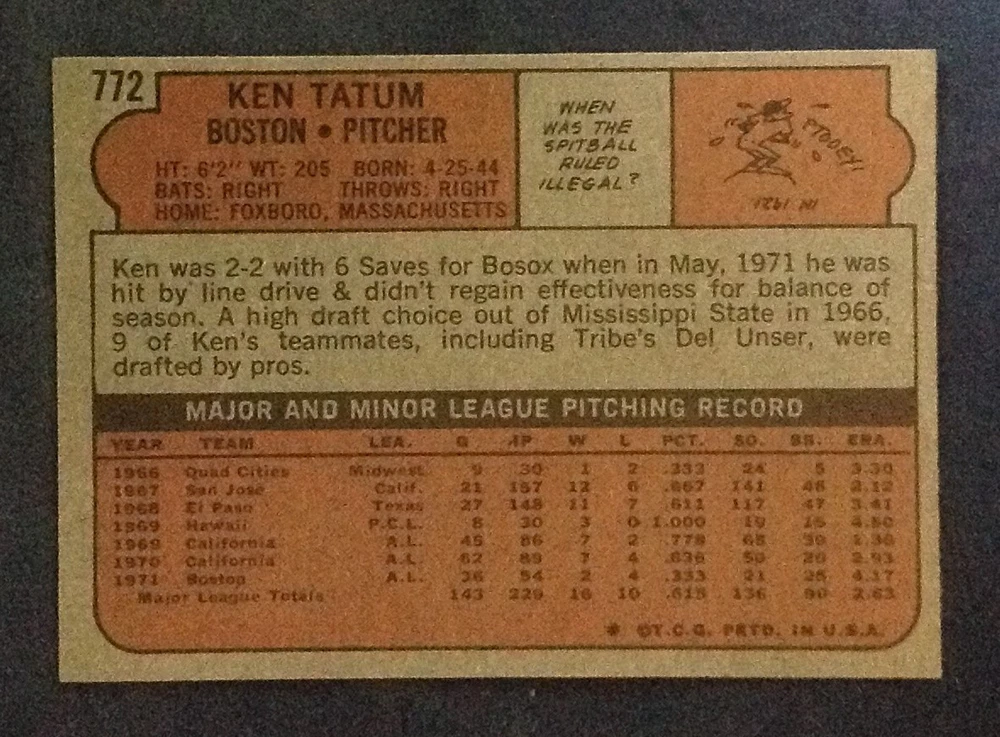 772
KEN TATUM
BOSTON • PITCHER
HT: 6'2" WT: 205 BORN: 4-25-44
BATS: RIGHT THROWS: RIGHT
HOME: FOXBORO, MASSACHUSETTS
WHEN
WAS THE
SPITBALL
RULED
ILLEGAL?
PTOOEY!
IN 1921
Ken was 2-2 with 6 Saves for Bosox when in May, 1971 he was
hit by line drive & didn't regain effectiveness for balance of
season. A high draft choice out of Mississippi State in 1966,
9 of Ken's teammates, including Tribe's Del Unser, were
drafted by pros.
MAJOR AND MINOR LEAGUE PITCHING RECORD
YEAR TEAM LEA. G IP W L PCT. SO. BB. ERA.
1966 Quad Cities Midwest 9 30 1 2 .333 24 5 3.30
1967 San Jose Calif. 21 157 12 6 .667 141 46 2.12
1968 El Paso Texas 27 148 11 7 .611 117 47 3.41
1969 Hawaii P.C.L. 8 30 3 0 1.000 19 15 4.80
1969 California A.L. 45 86 7 2 .778 65 39 1.36
1970 California A.L. 62 89 7 4 .636 50 26 2.93
1971 Boston A.L. 36 54 2 4 .333 21 25 4.17
Major League Totals 143 229 16 10 .615 136 90 2.63
* ©T.C.G. PRTD. IN U.S.A.